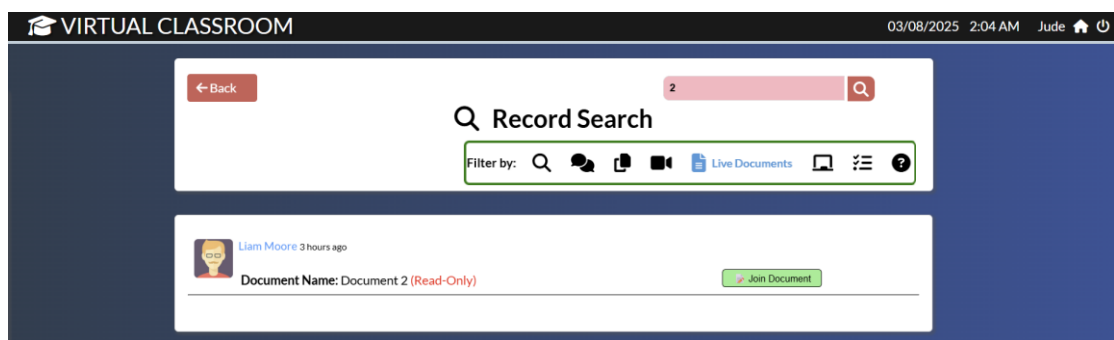 VIRTUAL CLASSROOM 03/08/2025 2:04 AM Jude
Back 2
Record Search
Filter by: Live Documents
Liam Moore 3 hours ago
Document Name: Document 2 (Read-Only) Join Document